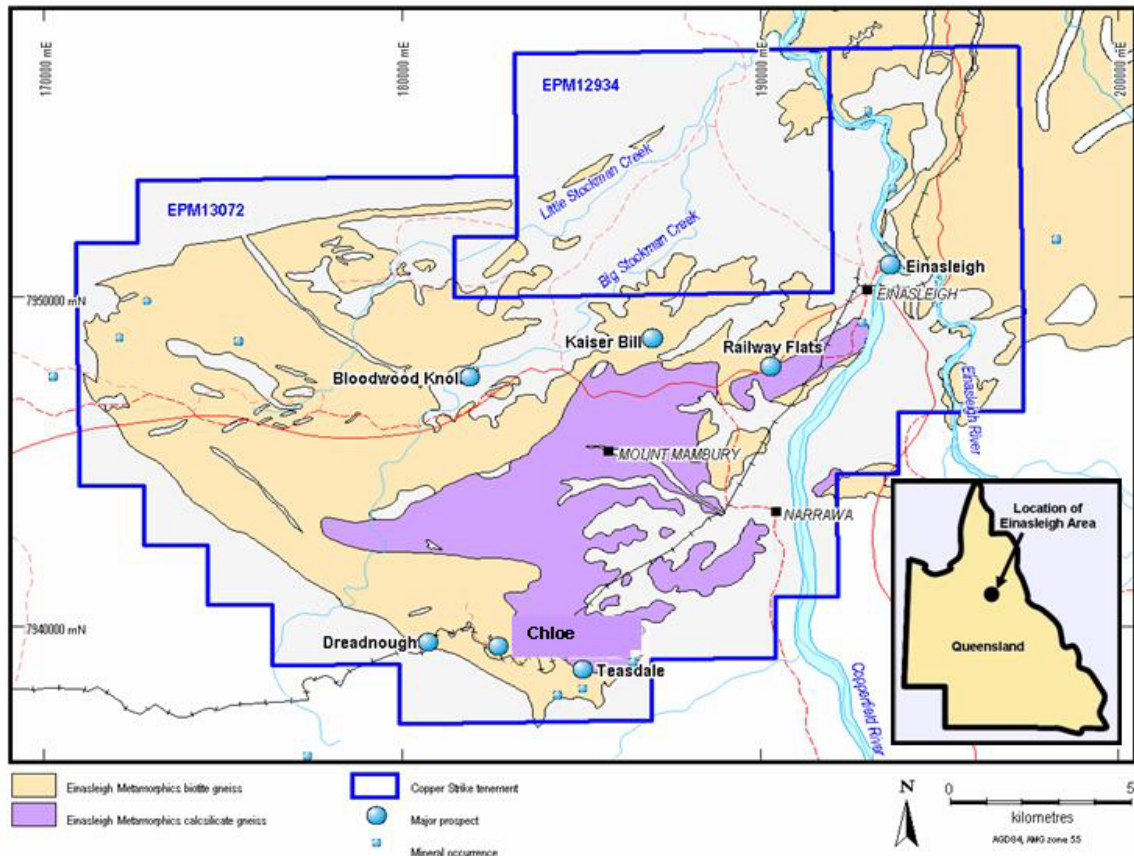 170000 mE
180000 mE
190000 mE
200000 mE
EPM12934
EPM13072
Little Stockman Creek
Big Stockman Creek
Einasleigh
EINASLEIGH
7950000 mN
Kaiser Bill
Railway Flats
Bloodwood Knol
Einasleigh River
MOUNT MAMBURY
NARRAWA
Location of
Einasleigh Area
Queensland
7940000 mN
Chloe
Dreadnough
Teasdale
Copperfield River
Einasleigh Metamorphics biotite gneiss
Einasleigh Metamorphics calcsilicate gneiss
Copper Strike tenement
Major prospect
Mineral occurrence
N
0
5
kilometres
AGD84, AMG zone 55